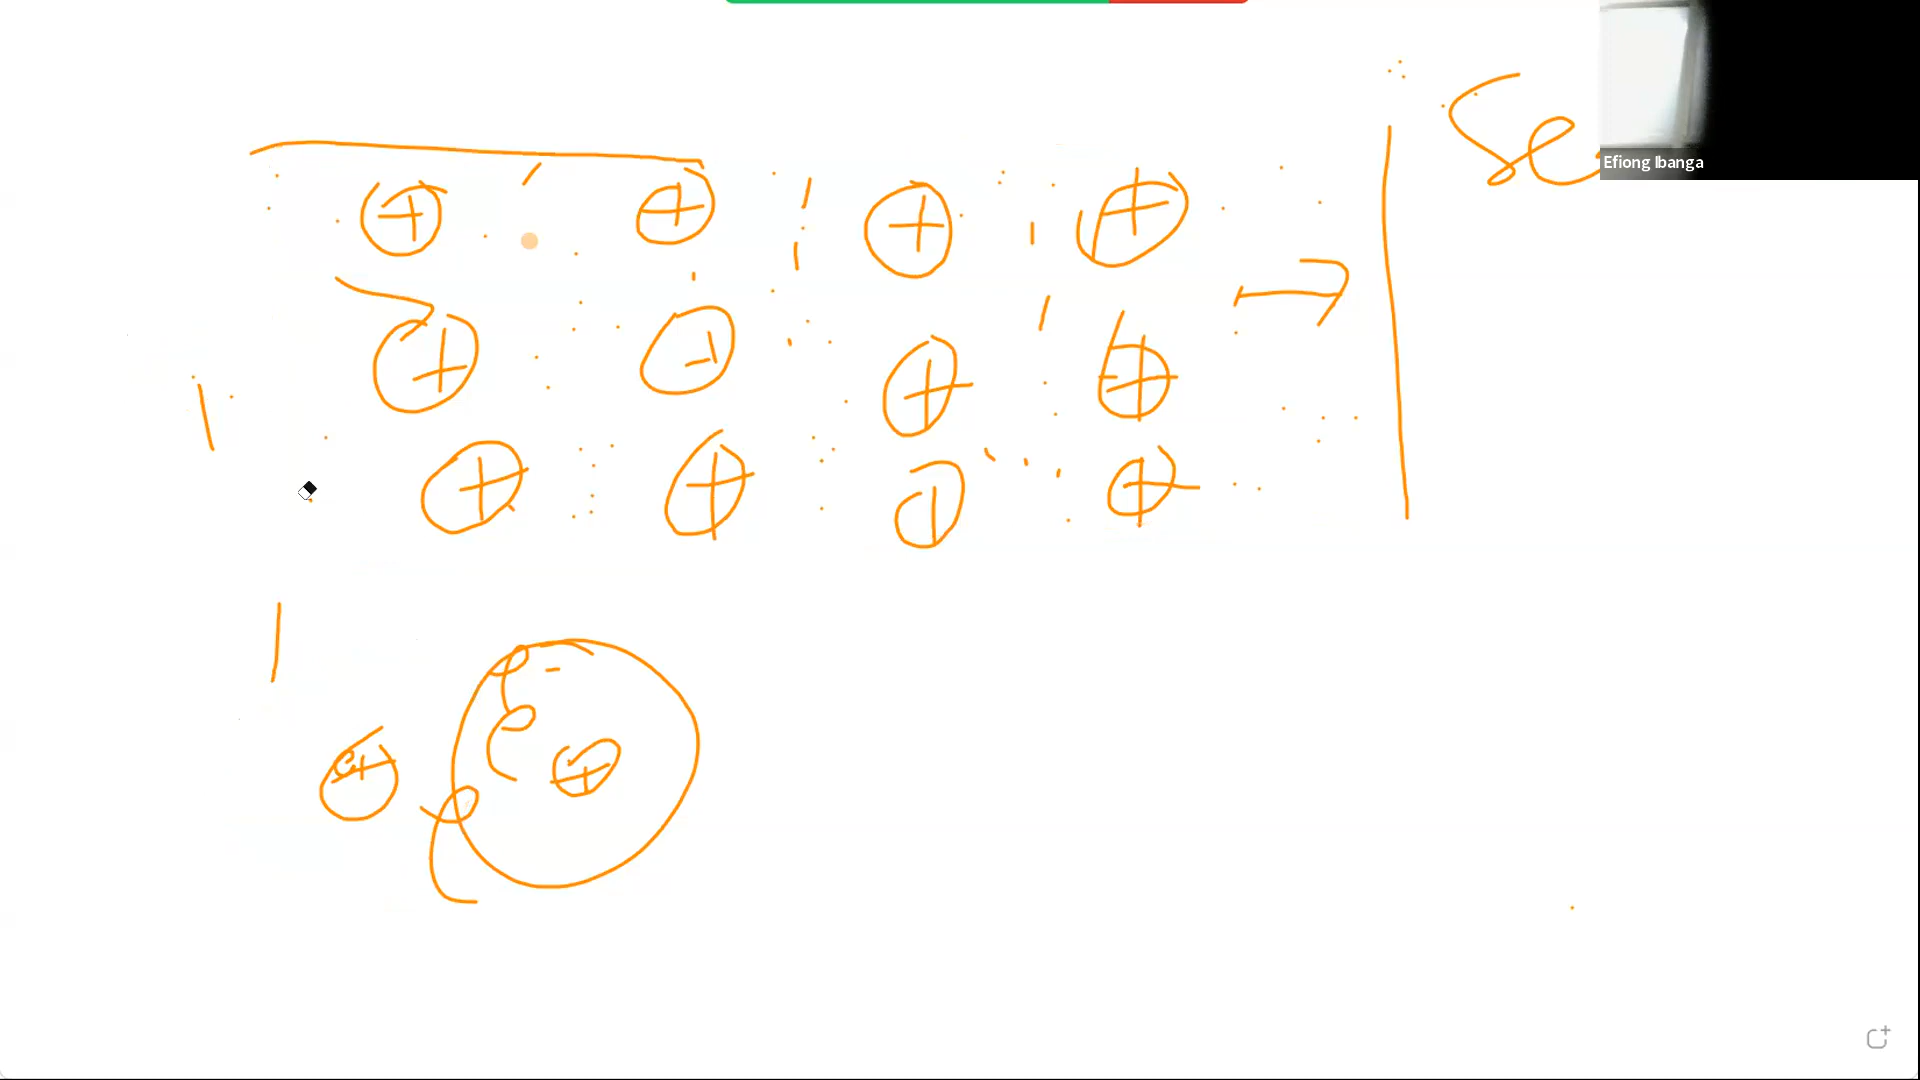 Se
Efiong Ibanga
+ + + +
+ + +
+ + +
-
+ +